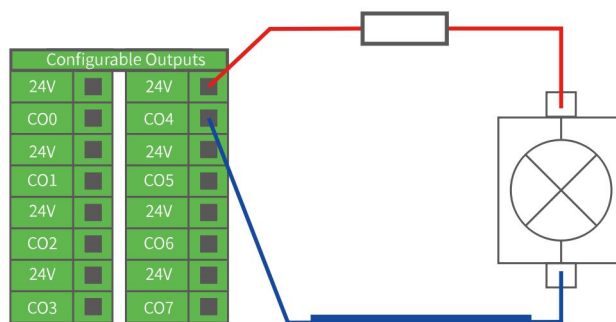 Configurable Outputs
24V 24V
CO0 CO4
24V 24V
CO1 CO5
24V 24V
CO2 CO6
24V 24V
CO3 CO7